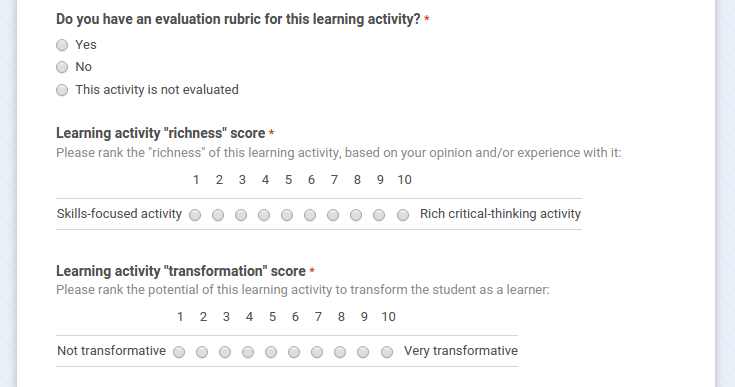 Do you have an evaluation rubric for this learning activity? *
Yes
No
This activity is not evaluated
Learning activity "richness" score *
Please rank the "richness" of this learning activity, based on your opinion and/or experience with it:
1 2 3 4 5 6 7 8 9 10
Skills-focused activity Rich critical-thinking activity
Learning activity "transformation" score *
Please rank the potential of this learning activity to transform the student as a learner:
1 2 3 4 5 6 7 8 9 10
Not transformative Very transformative